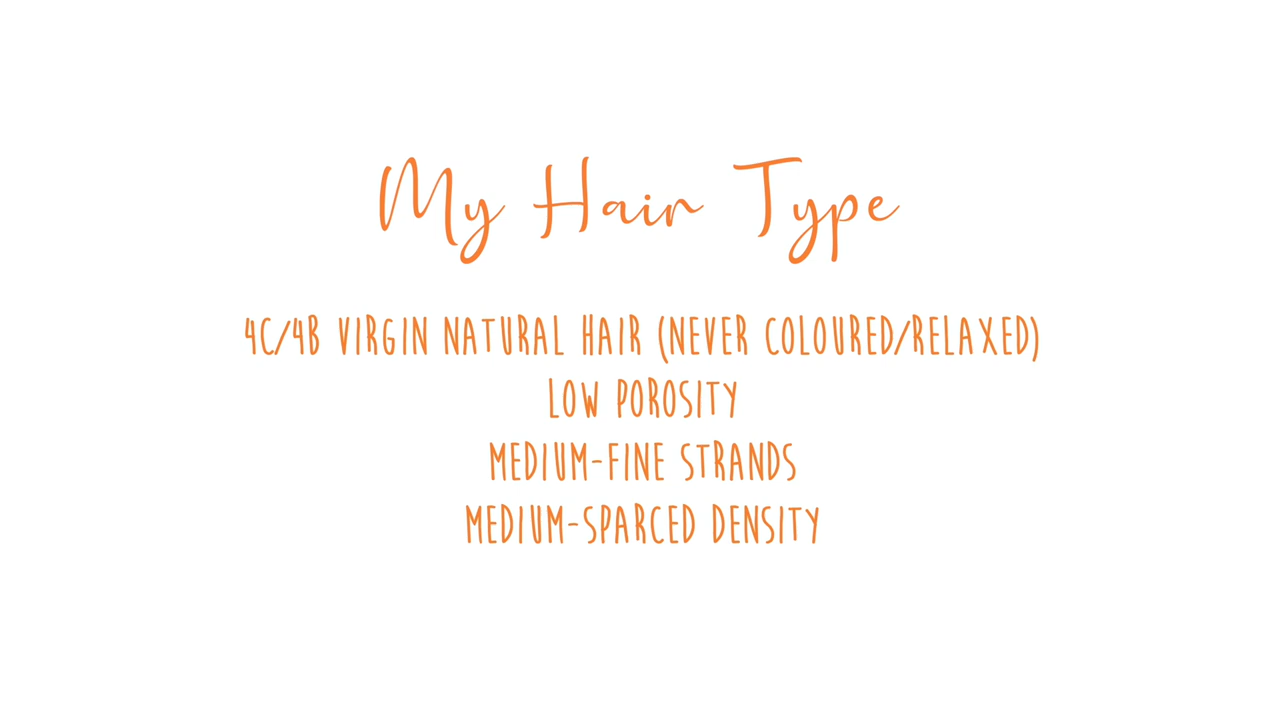 My Hair Type
4C/4B VIRGIN NATURAL HAIR (NEVER COLOURED/RELAXED)
LOW POROSITY
MEDIUM-FINE STRANDS
MEDIUM-SPARCED DENSITY